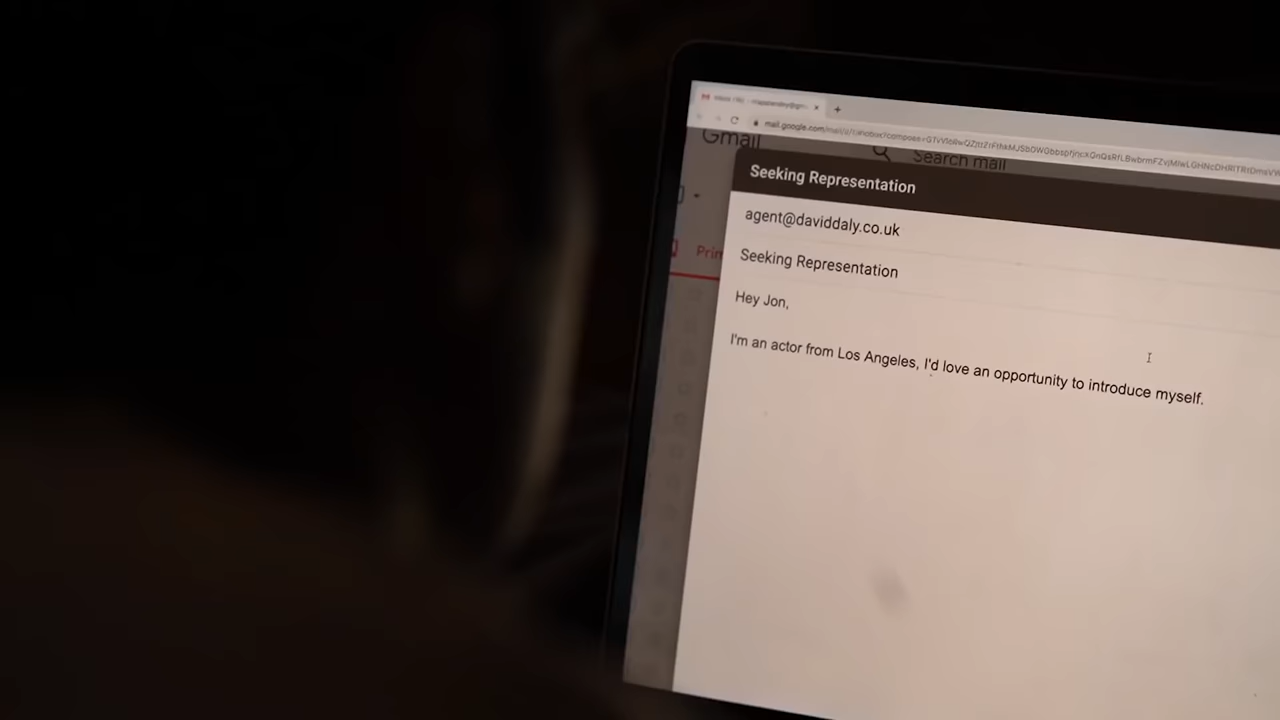 Gmail
Search mail
Seeking Representation
Prim
agent@daviddaly.co.uk
Seeking Representation
Hey Jon,
I'm an actor from Los Angeles, I'd love an opportunity to introduce myself.